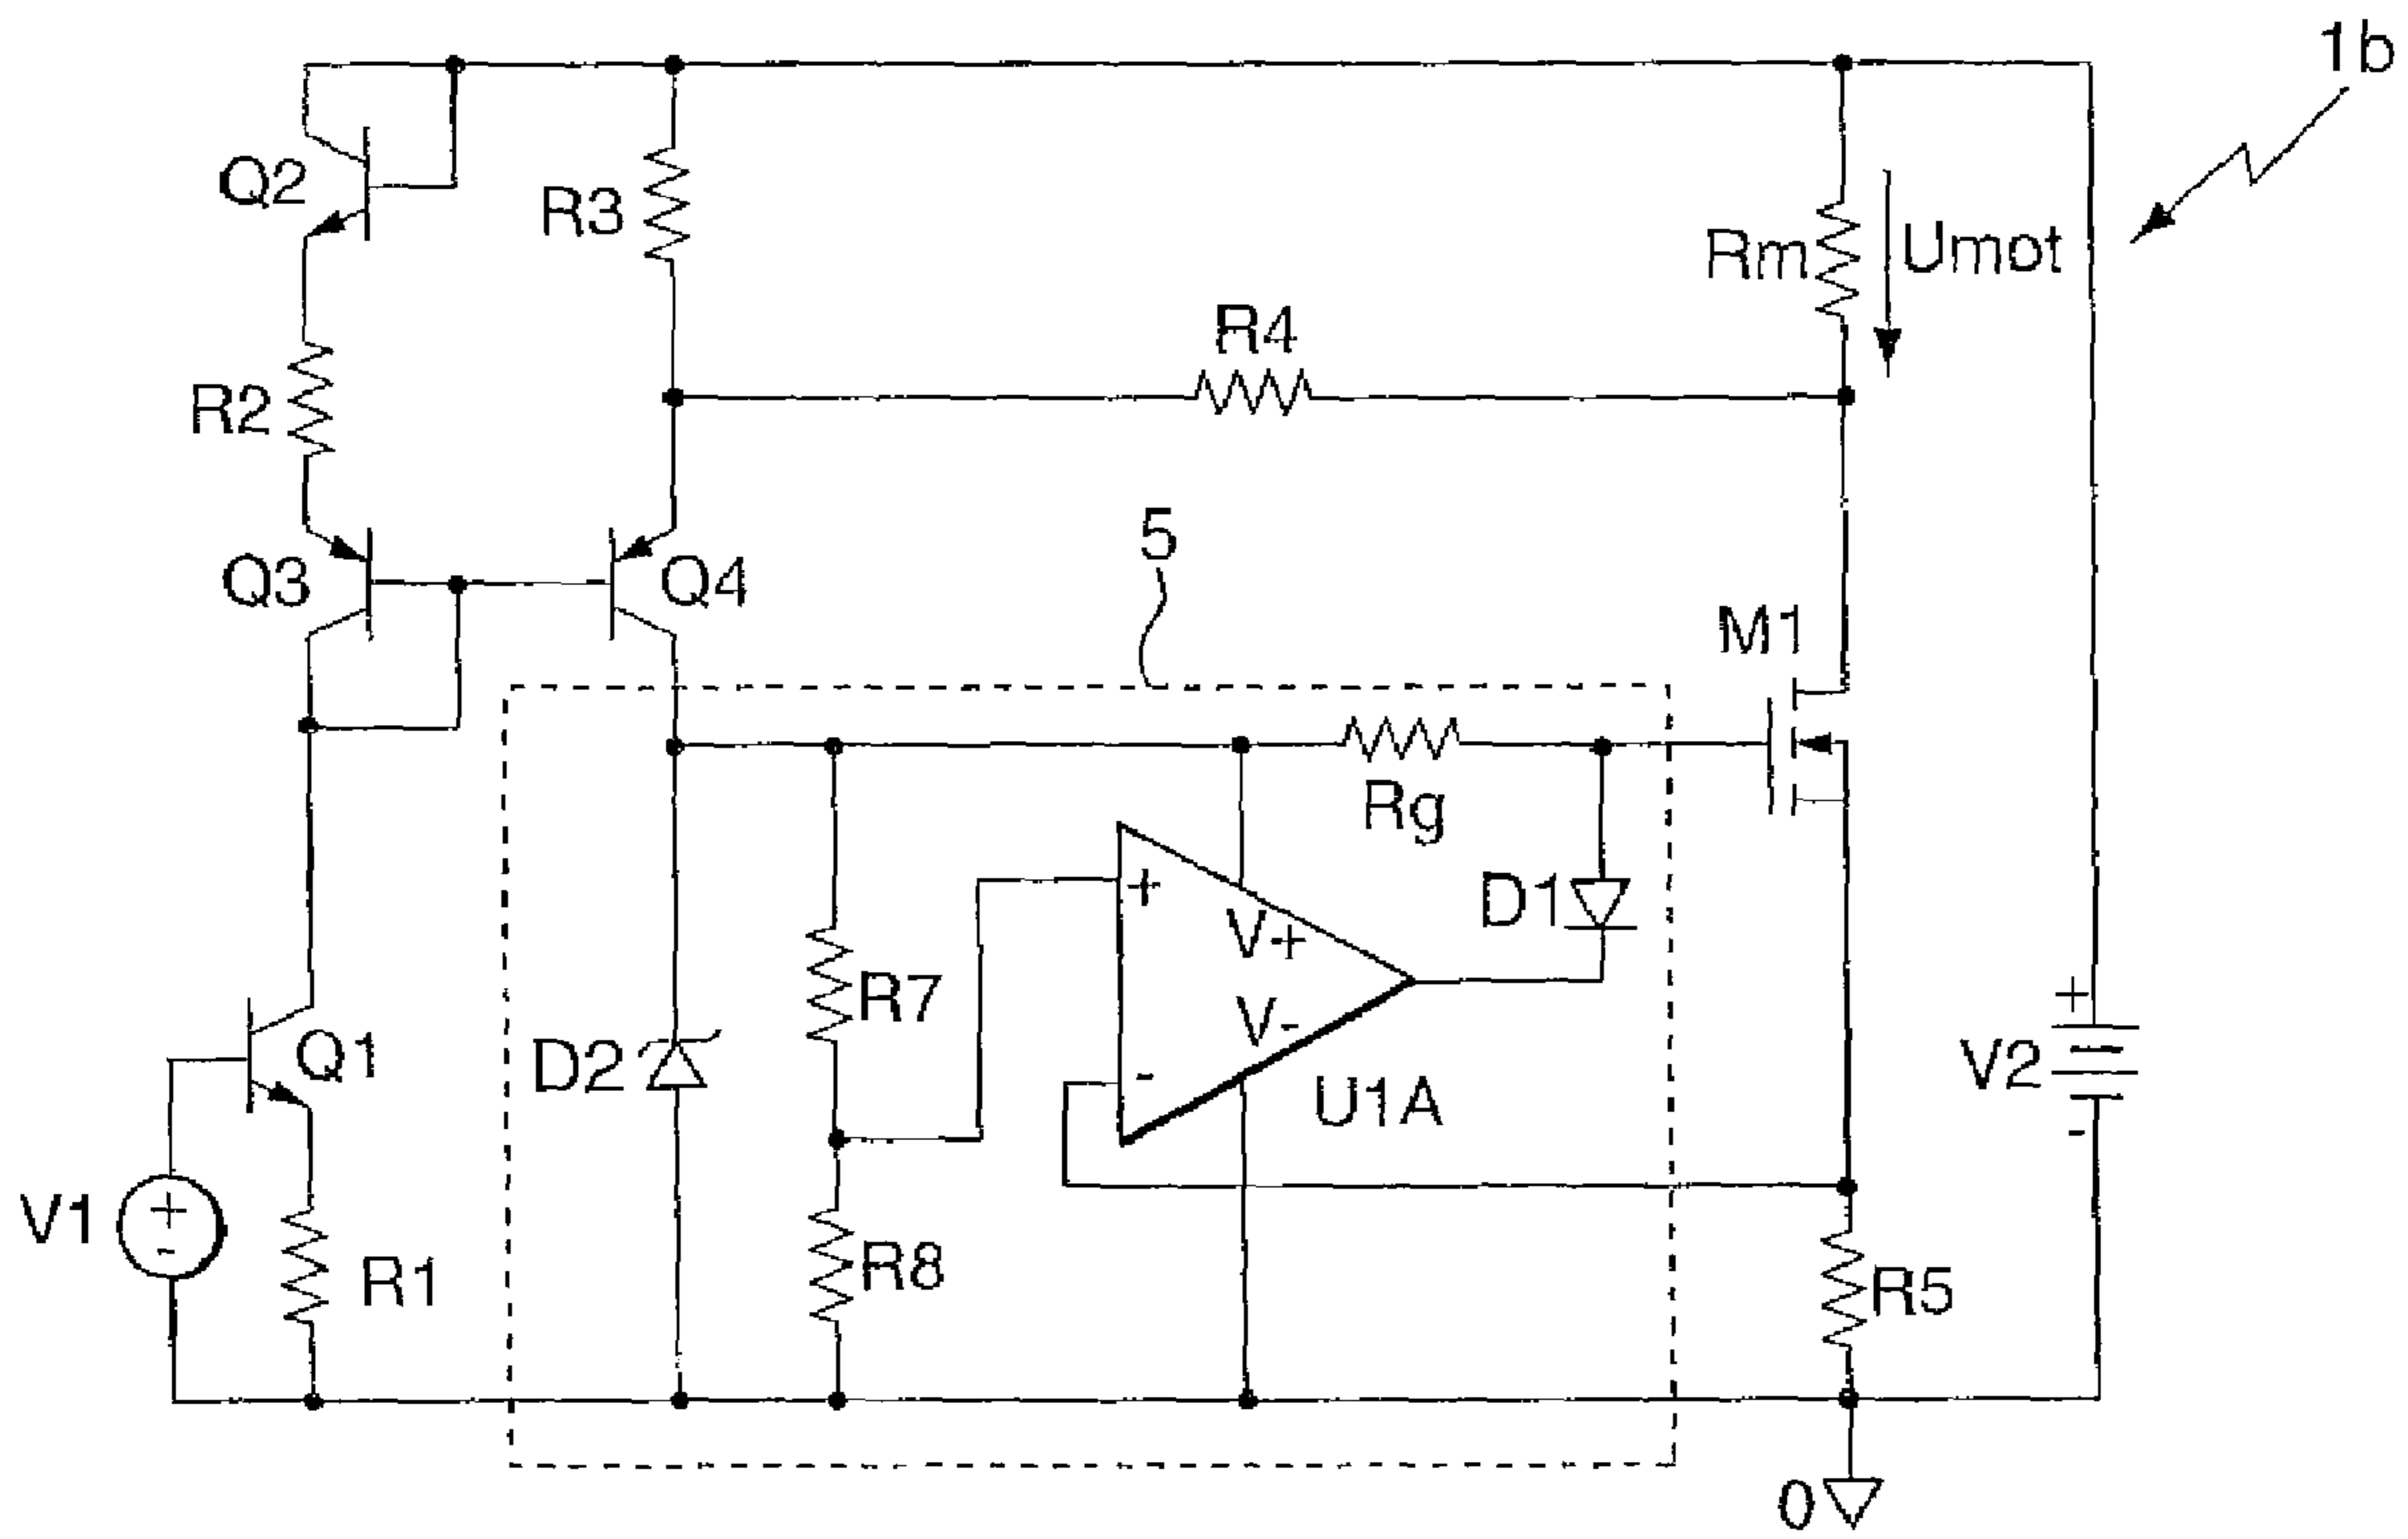 1b
Q2
R3
Rm
Umot
R4
R2
5
Q3
Q4
M1
Rg
+
V+
D1
R7
V-
+
Q1
D2
-
U1A
V2
-
V1
+
-
R1
R8
R5
0